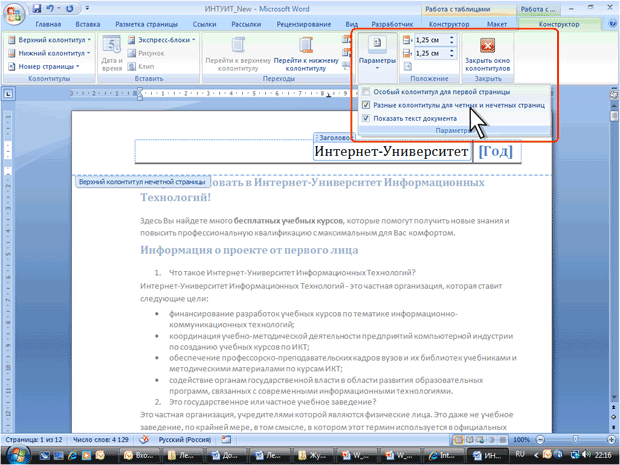 ИНТУИТ_New - Microsoft Word
Работа с таблицами
Работа с ...
Главная
Вставка
Разметка страницы
Ссылки
Рассылки
Рецензирование
Вид
Разработчик
Конструктор
Макет
Конструктор
Верхний колонтитул
Нижний колонтитул
Номер страницы
Колонтитулы
Дата и время
Экспресс-блоки
Рисунок
Клип
Вставить
Перейти к верхнему колонтитулу
Перейти к нижнему колонтитулу
Переходы
Параметры
1,25 см
1,25 см
Положение
Закрыть окно колонтитулов
Закрыть
Особый колонтитул для первой страницы
Разные колонтитулы для четных и нечетных страниц
Показать текст документа
Парам
Заголово
Интернет-Университет [Год]
Верхний колонтитул нечетной страницы
овать в Интернет-Университет Информационных
Технологий!
Здесь Вы найдете много бесплатных учебных курсов, которые помогут получить новые знания и
повысить профессиональную квалификацию с максимальным для Вас комфортом.
Информация о проекте от первого лица
1. Что такое Интернет-Университет Информационных Технологий?
Интернет-Университет Информационных Технологий - это частная организация, которая ставит
следующие цели:
• финансирование разработок учебных курсов по тематике информационно-
коммуникационных технологий;
• координация учебно-методической деятельности предприятий компьютерной индустрии
по созданию учебных курсов по ИКТ;
• обеспечение профессорско-преподавательских кадров вузов и их библиотек учебниками и
методическими материалами по курсам ИКТ;
• содействие органам государственной власти в области развития образовательных
программ, связанных с современными информационными технологиями.
2. Это государственное или частное учебное заведение?
Это частная организация, учредителями которой являются физические лица. Это даже не учебное
заведение, по крайней мере, в том смысле, в котором этот термин используется в официальных
Страница: 1 из 12
Число слов: 4 129
Русский (Россия)
100%
Вхо...
Ле...
До...
Ле...
Жу...
W_...
W_...
W_...
ИН...
RU
22:16